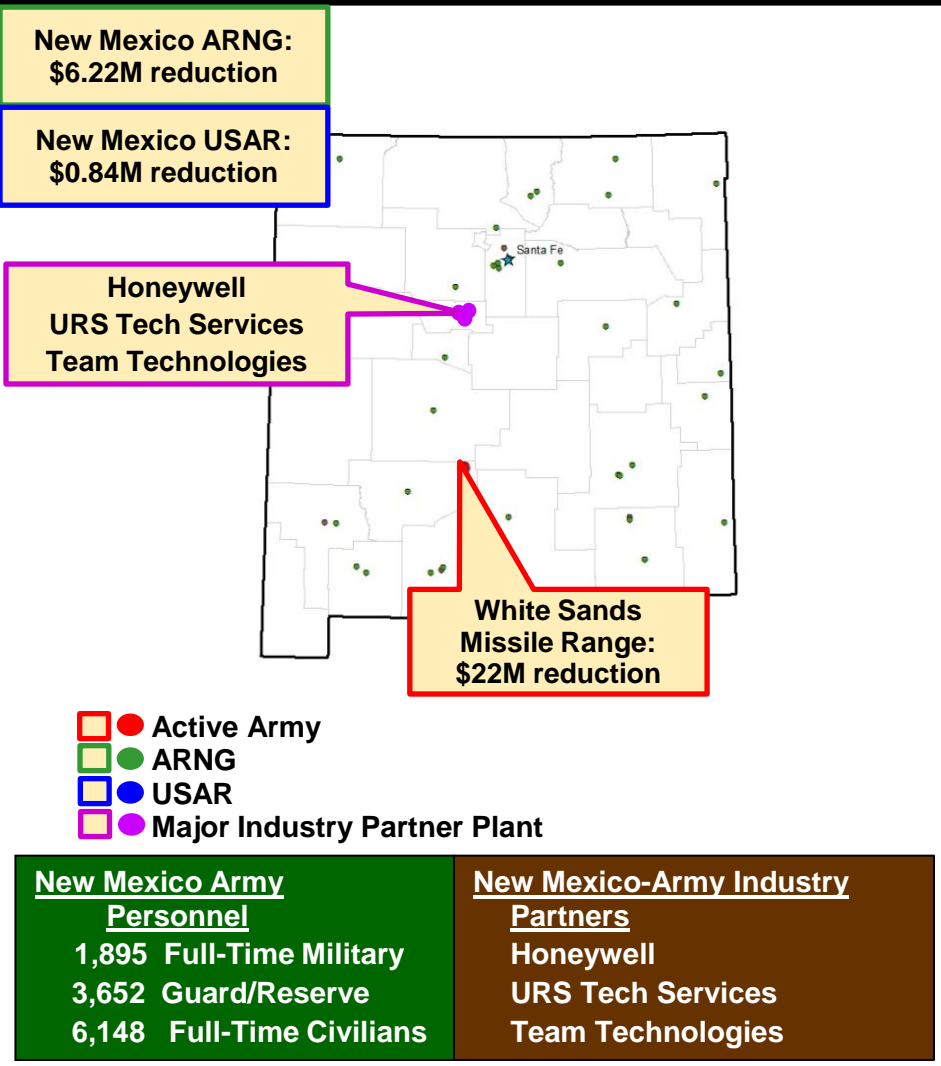 New Mexico ARNG:
$6.22M reduction
New Mexico USAR:
$0.84M reduction
Santa Fe
Honeywell
URS Tech Services
Team Technologies
White Sands
Missile Range:
$22M reduction
Active Army
ARNG
USAR
Major Industry Partner Plant
New Mexico Army
Personnel
1,895 Full-Time Military
3,652 Guard/Reserve
6,148 Full-Time Civilians
New Mexico-Army Industry
Partners
Honeywell
URS Tech Services
Team Technologies